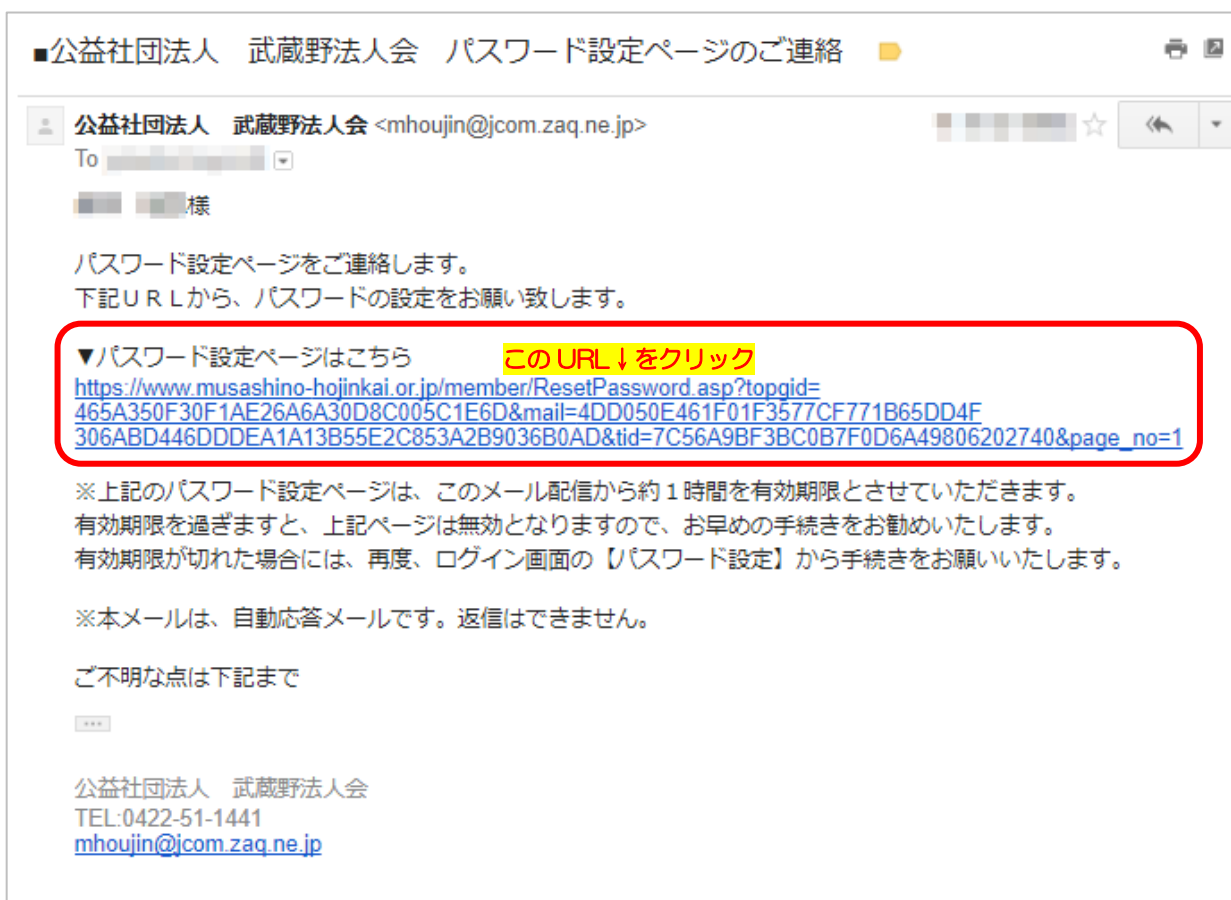 ■公益社団法人　武蔵野法人会　パスワード設定ページのご連絡
公益社団法人　武蔵野法人会 <mhoujin@jcom.zaq.ne.jp>
To
様
パスワード設定ページをご連絡します。
下記ＵＲＬから、パスワードの設定をお願い致します。
▼パスワード設定ページはこちら　このURL↓をクリック
https://www.musashino-hojinkai.or.jp/member/ResetPassword.asp?topgid=
465A350F30F1AE26A6A30D8C005C1E6D&mail=4DD050E461F01F3577CF771B65DD4F
306ABD446DDDEA1A13B55E2C853A2B9036B0AD&tid=7C56A9BF3BC0B7F0D6A49806202740&page_no=1
※上記のパスワード設定ページは、このメール配信から約１時間を有効期限とさせていただきます。
有効期限を過ぎますと、上記ページは無効となりますので、お早めの手続きをお勧めいたします。
有効期限が切れた場合には、再度、ログイン画面の【パスワード設定】から手続きをお願いいたします。
※本メールは、自動応答メールです。返信はできません。
ご不明な点は下記まで
公益社団法人　武蔵野法人会
TEL:0422-51-1441
mhoujin@jcom.zaq.ne.jp